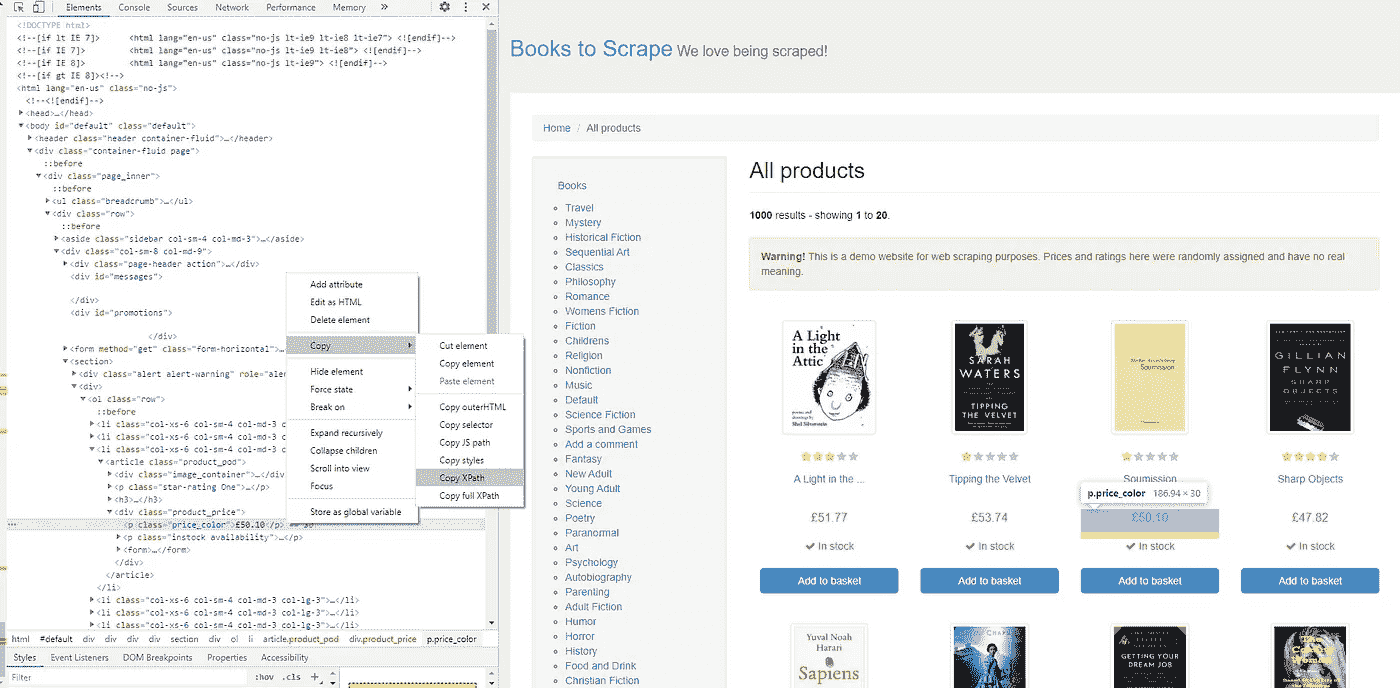 Elements Console Sources Network Performance Memory »
<!DOCTYPE html>
<!--[if lt IE 7]> <html lang="en-us" class="no-js lt-ie9 lt-ie8 lt-ie7"> <![endif]-->
<!--[if IE 7]> <html lang="en-us" class="no-js lt-ie9 lt-ie8"> <![endif]-->
<!--[if IE 8]> <html lang="en-us" class="no-js lt-ie9"> <![endif]-->
<!--[if gt IE 8]><!-->
<html lang="en-us" class="no-js">
<!--<![endif]-->
<head>…</head>
<body id="default" class="default">
<header class="header container-fluid">…</header>
<div class="container-fluid page">
::before
<div class="page_inner">
::before
<ul class="breadcrumb">…</ul>
<div class="row">
::before
<aside class="sidebar col-sm-4 col-md-3">…</aside>
<div class="col-sm-8 col-md-9">
<div class="page-header action">…</div>
<div id="messages">
</div>
<div id="promotions">
</div>
<form method="get" class="form-horizontal">…
<section>
<div class="alert alert-warning" role="aler
<div>
<ol class="row">
::before
<li class="col-xs-6 col-sm-4 col-md-3 c
<li class="col-xs-6 col-sm-4 col-md-3 c
<li class="col-xs-6 col-sm-4 col-md-3 c
<article class="product_pod">
<div class="image_container">…</div
<p class="star-rating One">…</p>
<h3>…</h3>
<div class="product_price">
<p class="price_color">£50.10</p>
<p class="instock availability">…</p>
<form>…</form>
</div>
</article>
</li>
<li class="col-xs-6 col-sm-4 col-md-3 col-lg-3">…</li>
<li class="col-xs-6 col-sm-4 col-md-3 col-lg-3">…</li>
<li class="col-xs-6 col-sm-4 col-md-3 col-lg-3">…</li>
html #default div div div div section div ol li article.product_pod div.product_price p.price_color
Styles Event Listeners DOM Breakpoints Properties Accessibility
Filter :hov .cls +
Add attribute
Edit as HTML
Delete element
Copy
Hide element
Force state
Break on
Expand recursively
Collapse children
Scroll into view
Focus
Store as global variable
Cut element
Copy element
Paste element
Copy outerHTML
Copy selector
Copy JS path
Copy styles
Copy XPath
Copy full XPath
Books to Scrape We love being scraped!
Home / All products
Books
Travel
Mystery
Historical Fiction
Sequential Art
Classics
Philosophy
Romance
Womens Fiction
Fiction
Childrens
Religion
Nonfiction
Music
Default
Science Fiction
Sports and Games
Add a comment
Fantasy
New Adult
Young Adult
Science
Poetry
Paranormal
Art
Psychology
Autobiography
Parenting
Adult Fiction
Humor
Horror
History
Food and Drink
Christian Fiction
All products
1000 results - showing 1 to 20.
Warning! This is a demo website for web scraping purposes. Prices and ratings here were randomly assigned and have no real
meaning.
A Light
in the
Attic
SARAH
WATERS
TIPPING
THE VELVET
Soumission
GILLIAN
FLYNN
SHARP
OBJECTS
A Light in the ... Tipping the Velvet Soumission Sharp Objects
p.price_color 186.94 × 30
£51.77 £53.74 £50.10 £47.82
In stock In stock In stock In stock
Add to basket Add to basket Add to basket Add to basket
Yuval Noah
Harari
Sapiens
GETTING YOUR
DREAM JOB